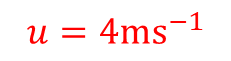 u = 4ms⁻¹